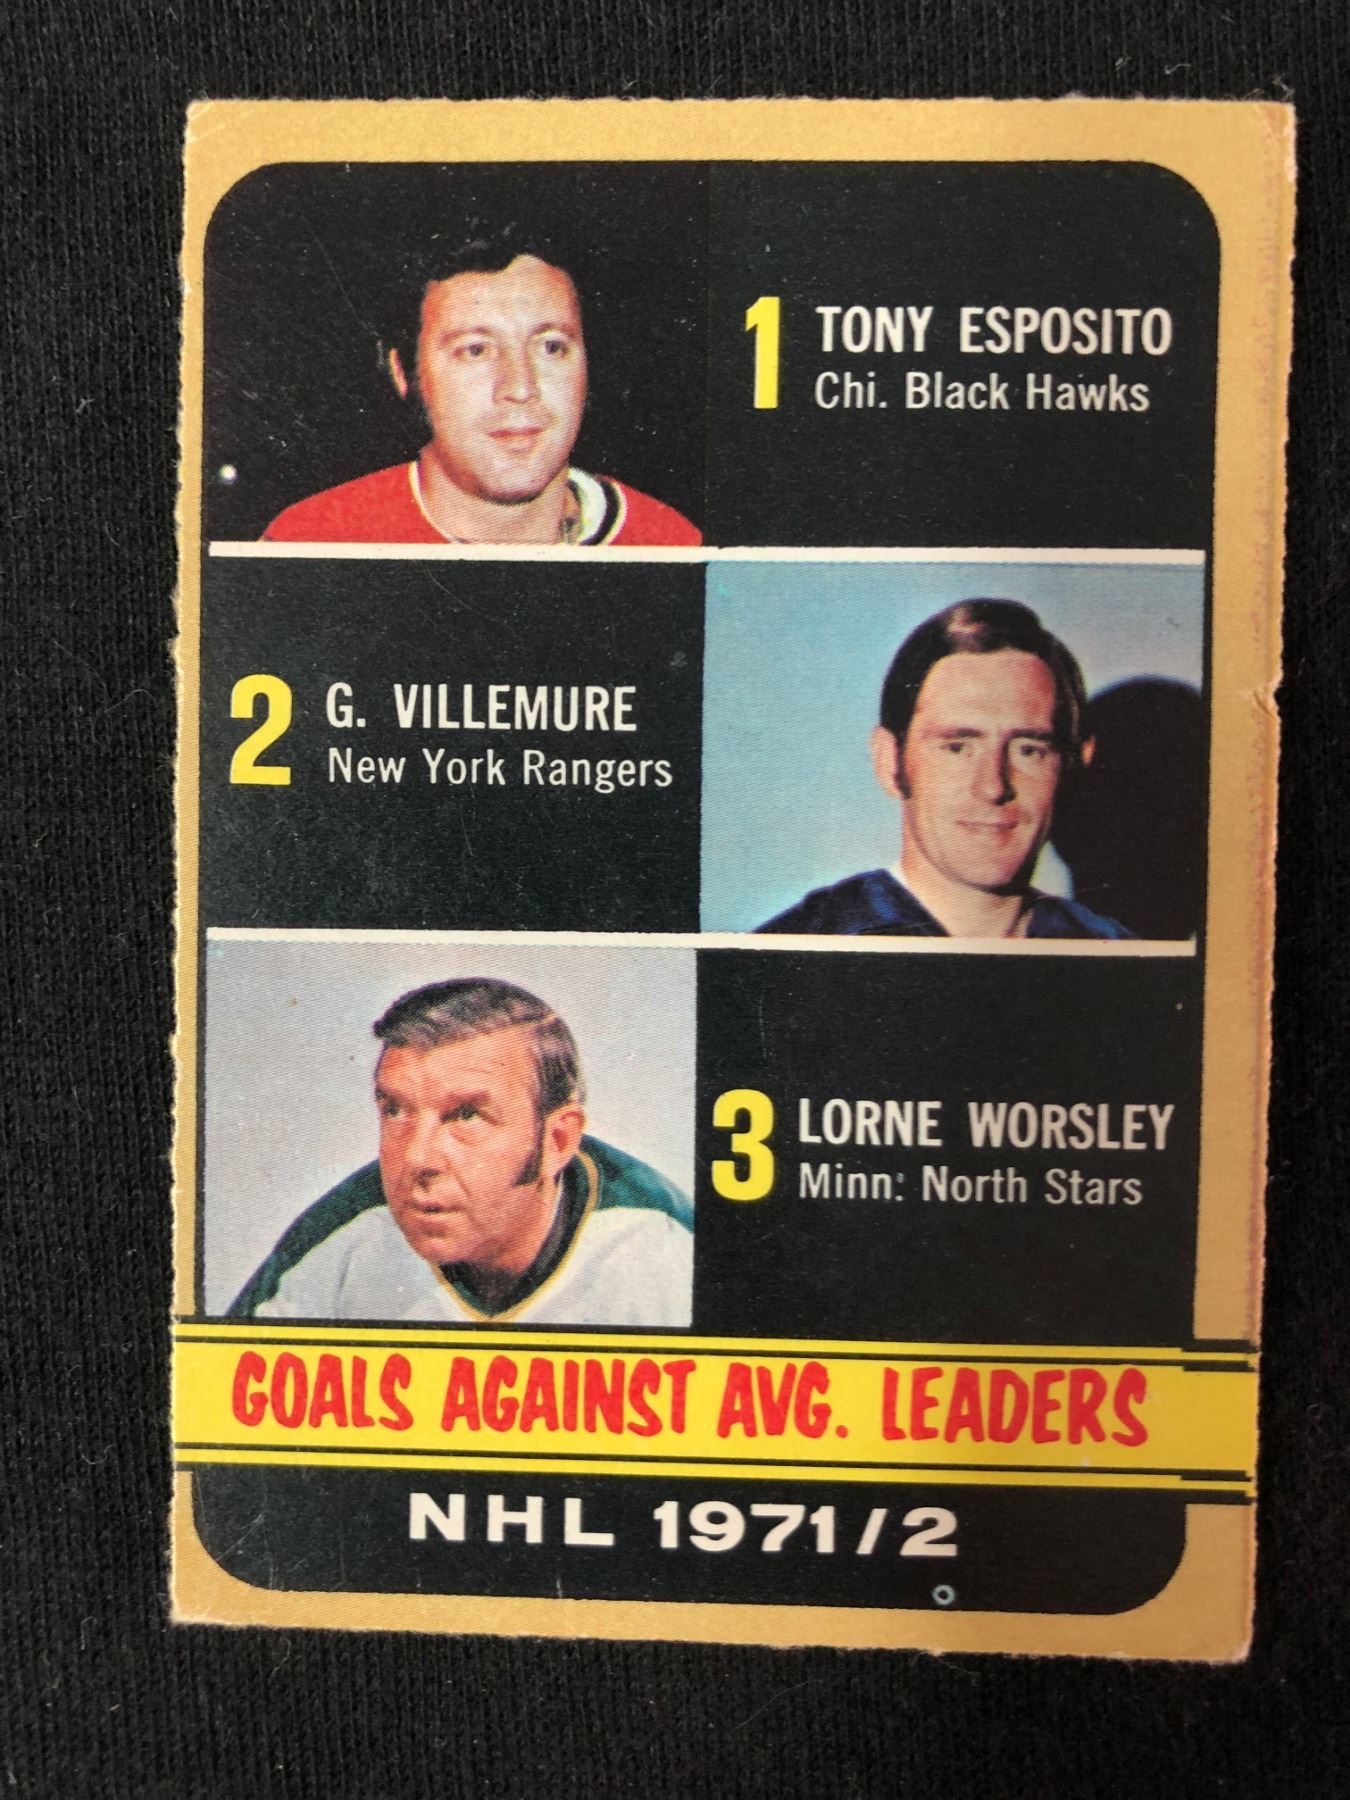 1 TONY ESPOSITO
Chi. Black Hawks
2 G. VILLEMURE
New York Rangers
3 LORNE WORSLEY
Minn: North Stars
GOALS AGAINST AVG. LEADERS
NHL 1971/2